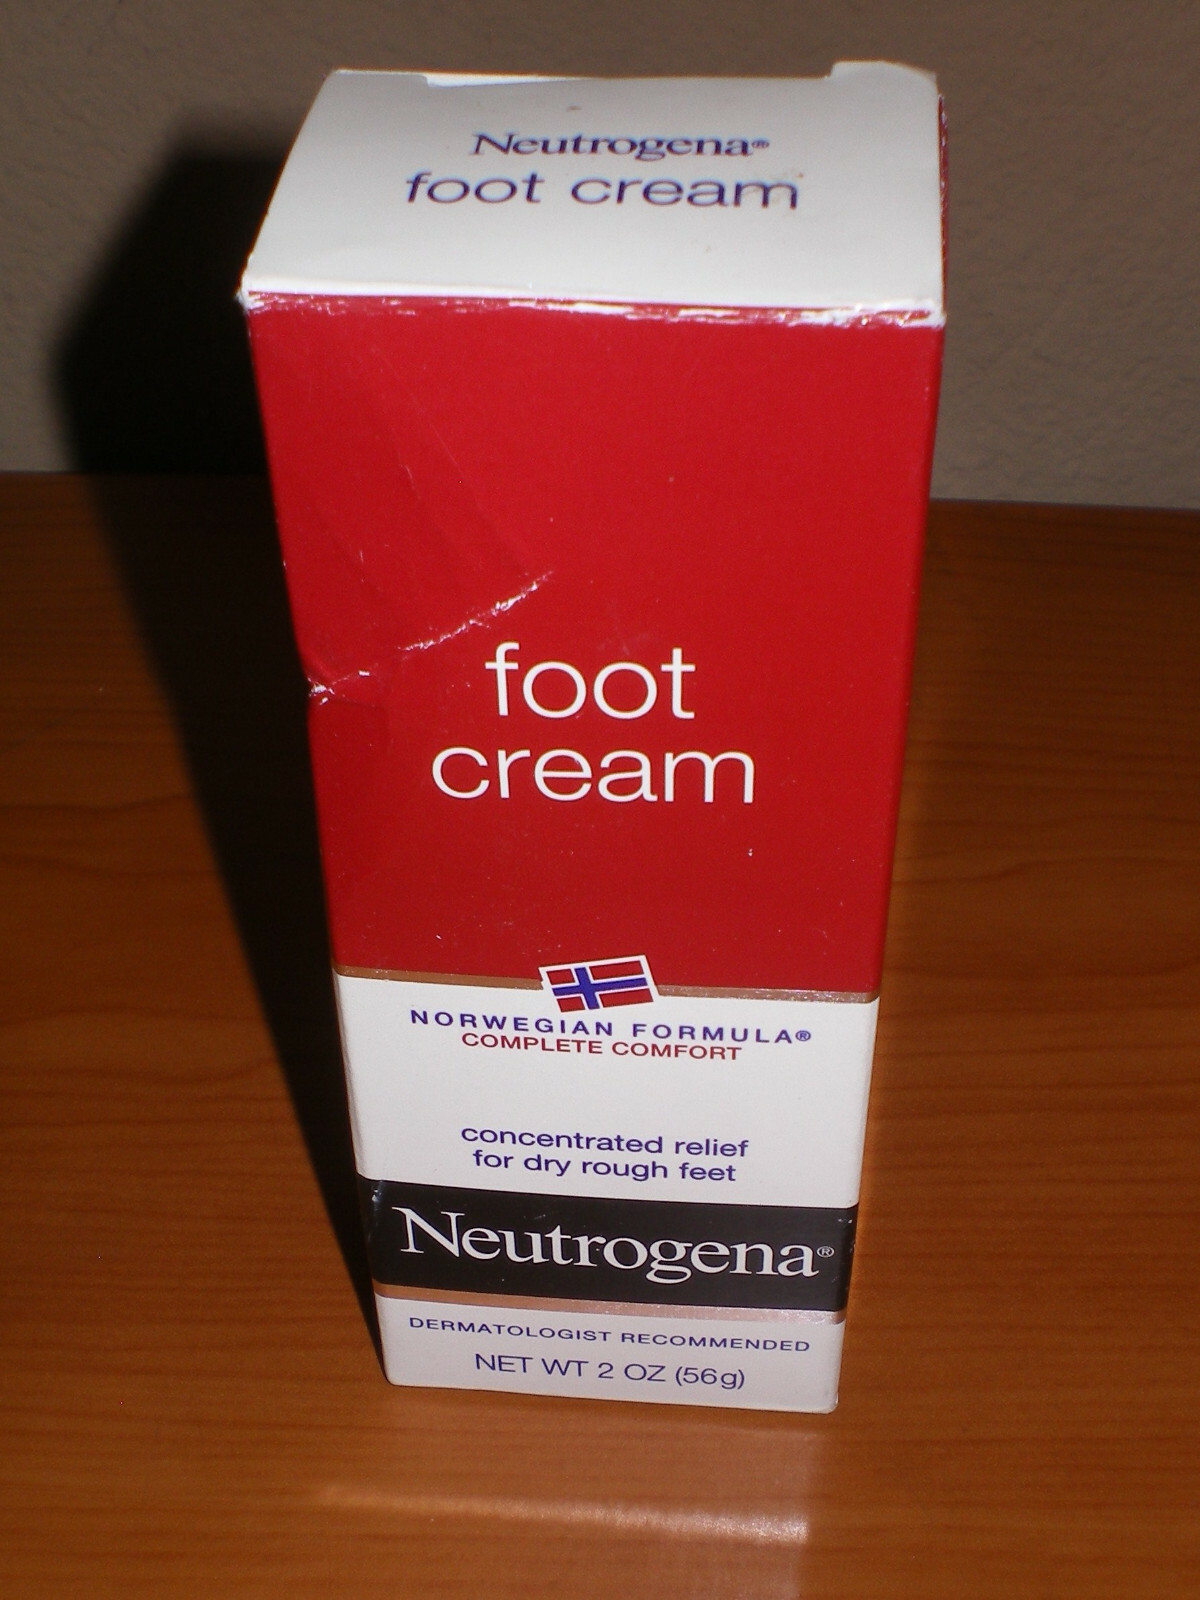 Neutrogena®
foot cream
foot
cream
NORWEGIAN FORMULA®
COMPLETE COMFORT
concentrated relief
for dry rough feet
Neutrogena®
DERMATOLOGIST RECOMMENDED
NET WT 2 OZ (56g)